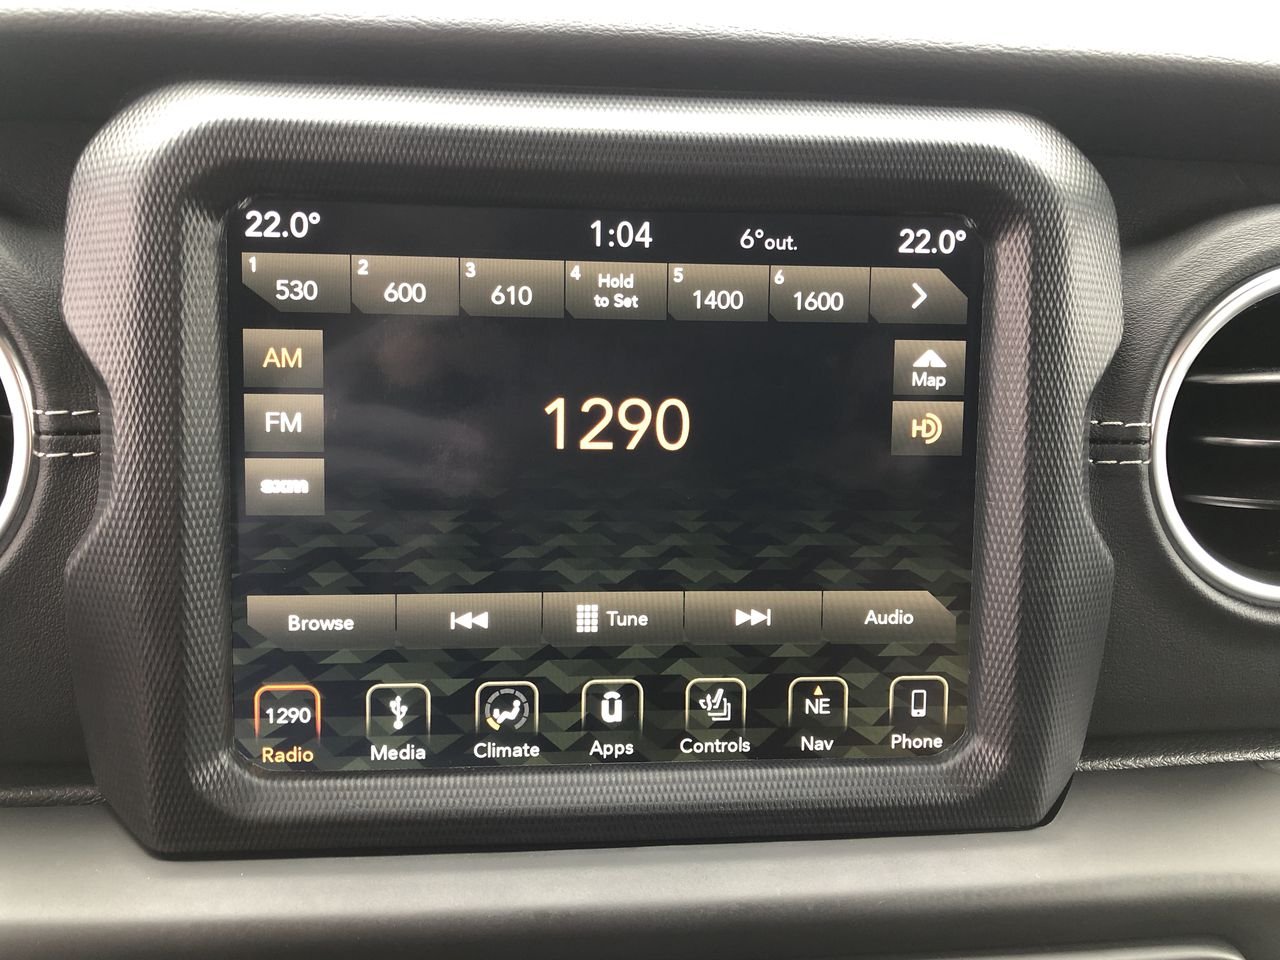 22.0° 1:04 6°out. 22.0°
1 530 2 600 3 610 4 Hold to Set 5 1400 6 1600
AM
Map
FM
1290
HD
sxm
Browse Tune Audio
1290 NE
Radio Media Climate Apps Controls Nav Phone